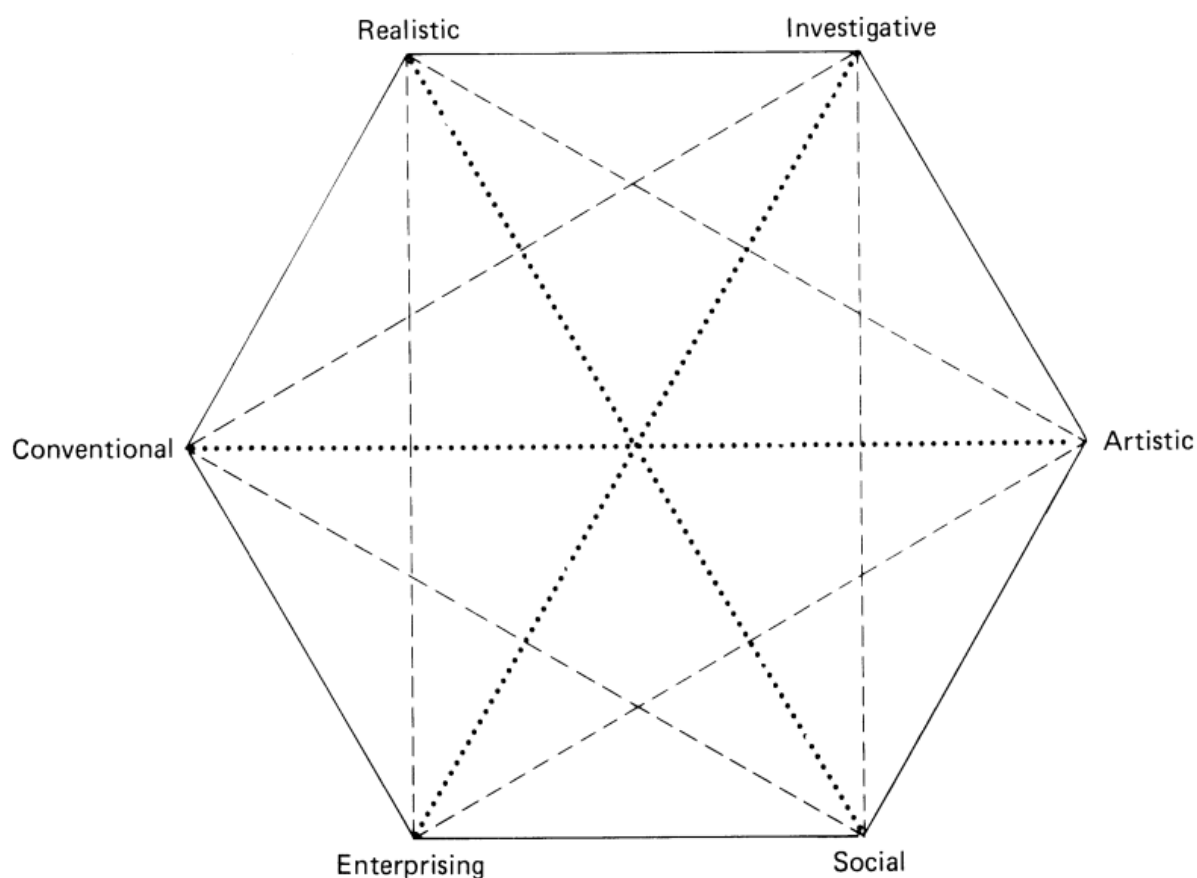 Realistic
Investigative
Conventional
Artistic
Enterprising
Social